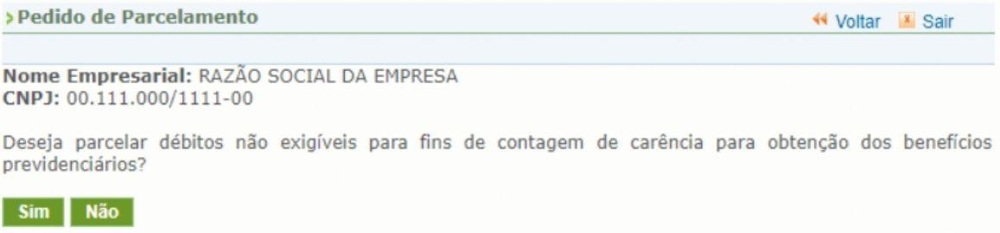 Pedido de Parcelamento
Voltar Sair
Nome Empresarial: RAZÃO SOCIAL DA EMPRESA
CNPJ: 00.111.000/1111-00
Deseja parcelar débitos não exigíveis para fins de contagem de carência para obtenção dos benefícios
previdenciários?
Sim Não